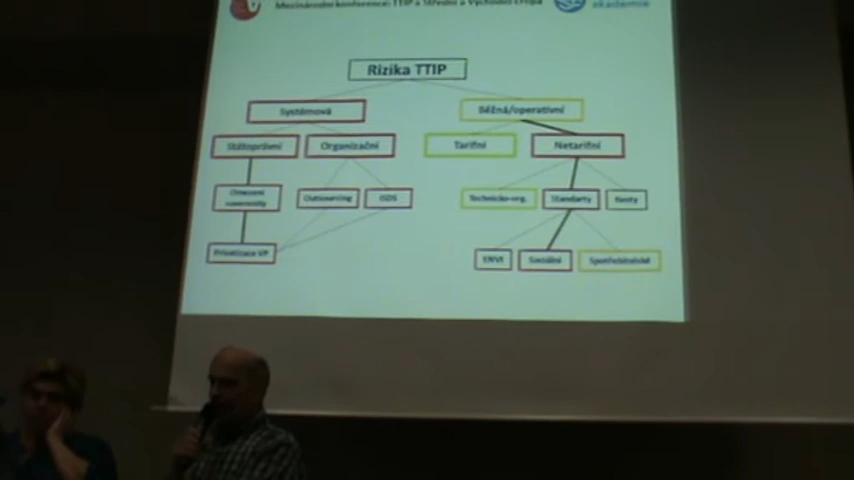 Mezinárodní konference: TTIP a Střední a Východní Evropa
akademie
Rizika TTIP
Systémová
Běžná/operativní
Státoprávní
Organizační
Tarifní
Netarifní
Omezení
suverenity
Outsourcing
ISDS
Technicko-org.
Standarty
Privatizace VP
ENVI
Sociální
Spotřebitelské